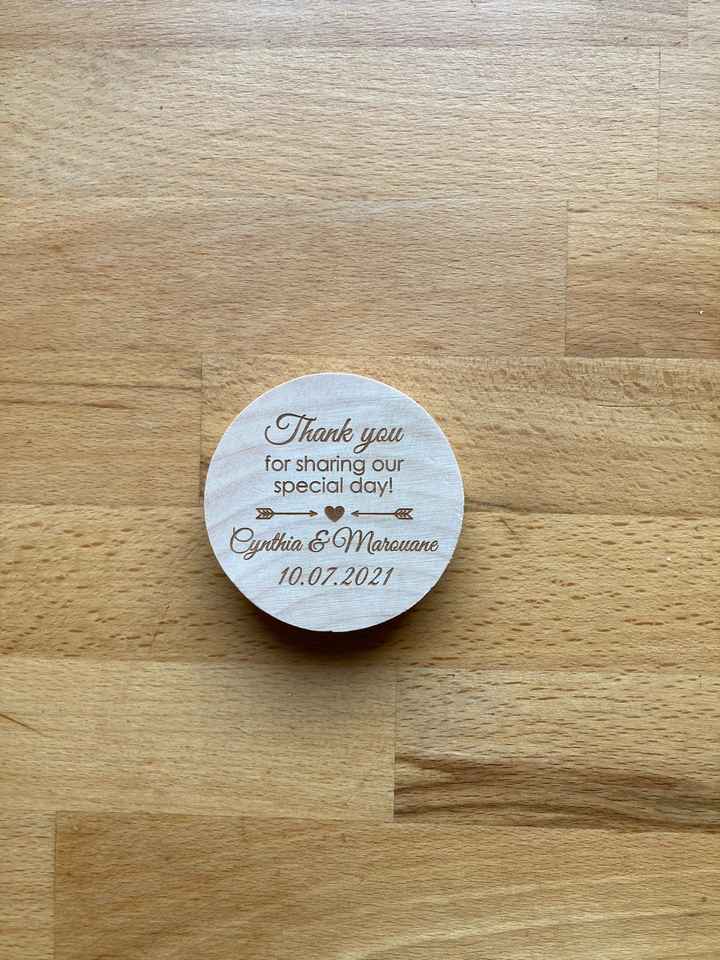 Thank you
for sharing our
special day!
Cynthia & Marouane
10.07.2021